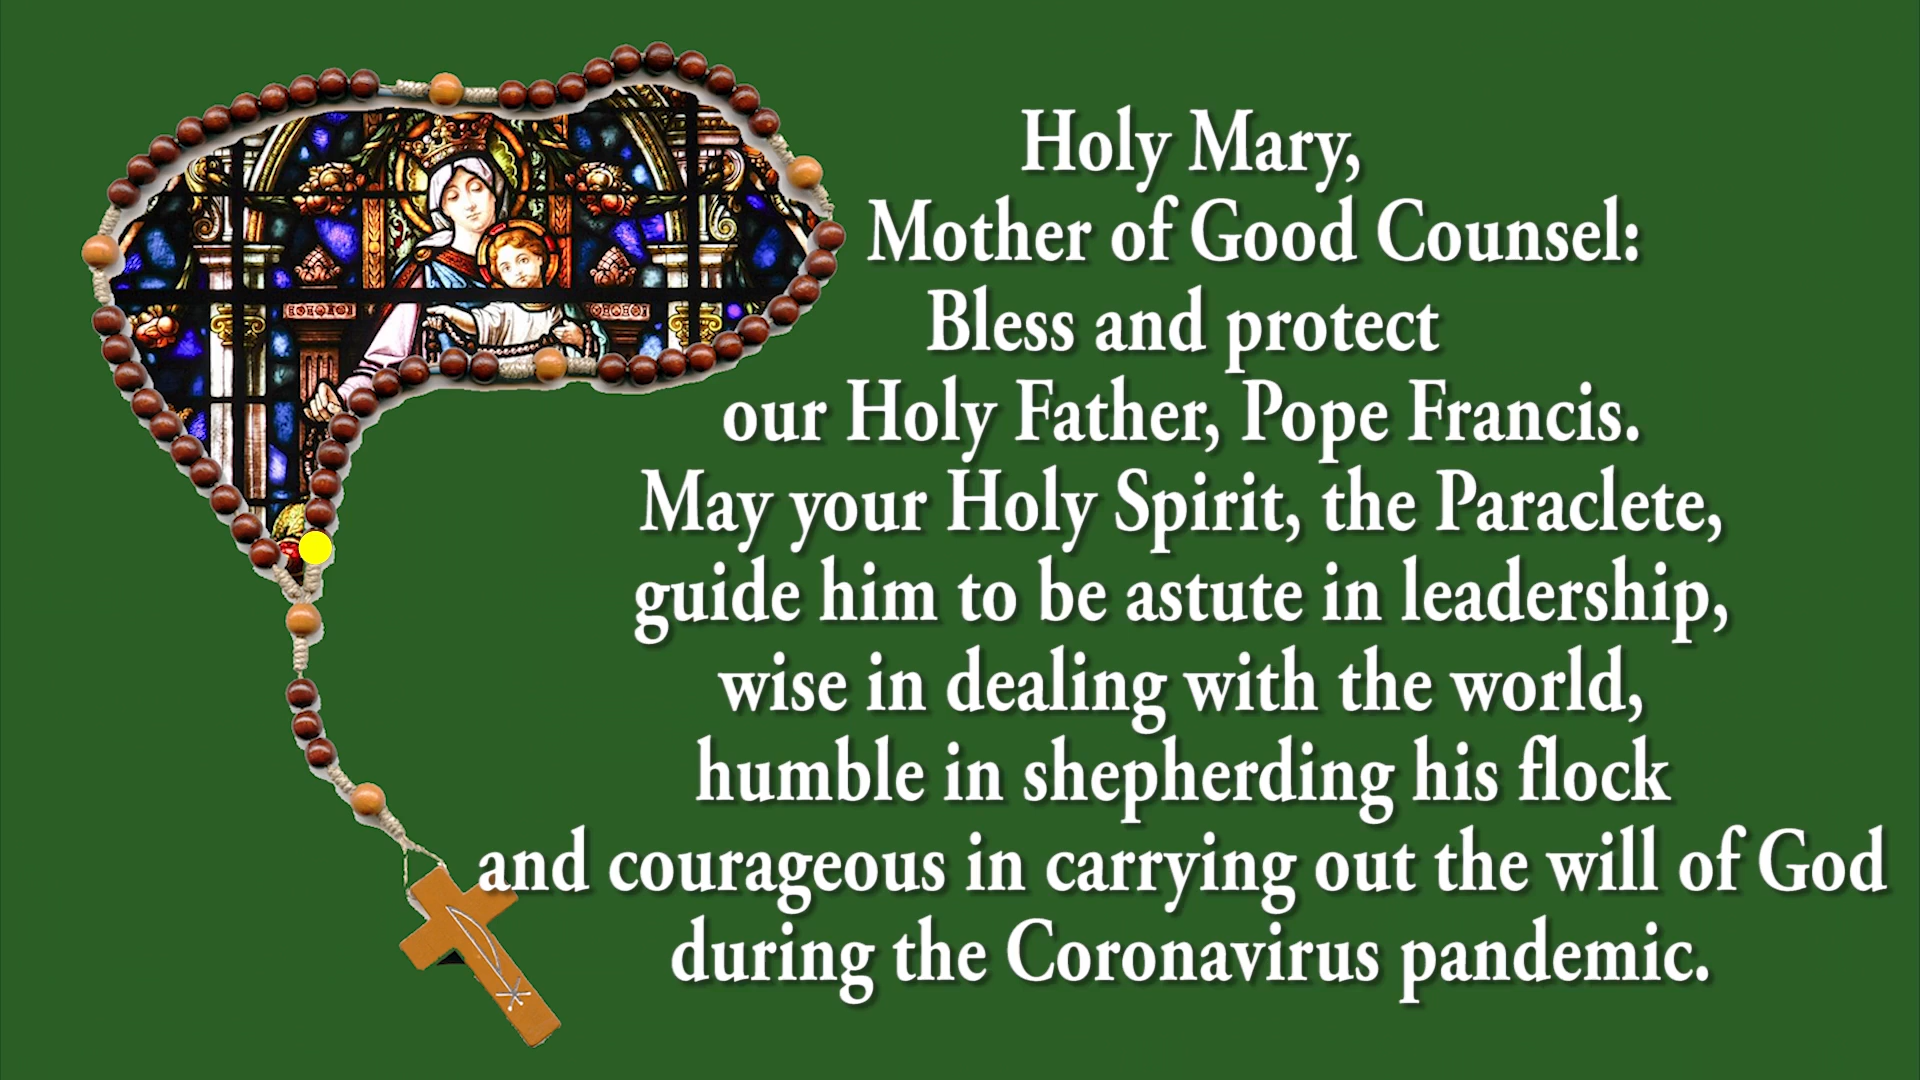 Holy Mary,
Mother of Good Counsel:
Bless and protect
our Holy Father, Pope Francis.
May your Holy Spirit, the Paraclete,
guide him to be astute in leadership,
wise in dealing with the world,
humble in shepherding his flock
and courageous in carrying out the will of God
during the Coronavirus pandemic.